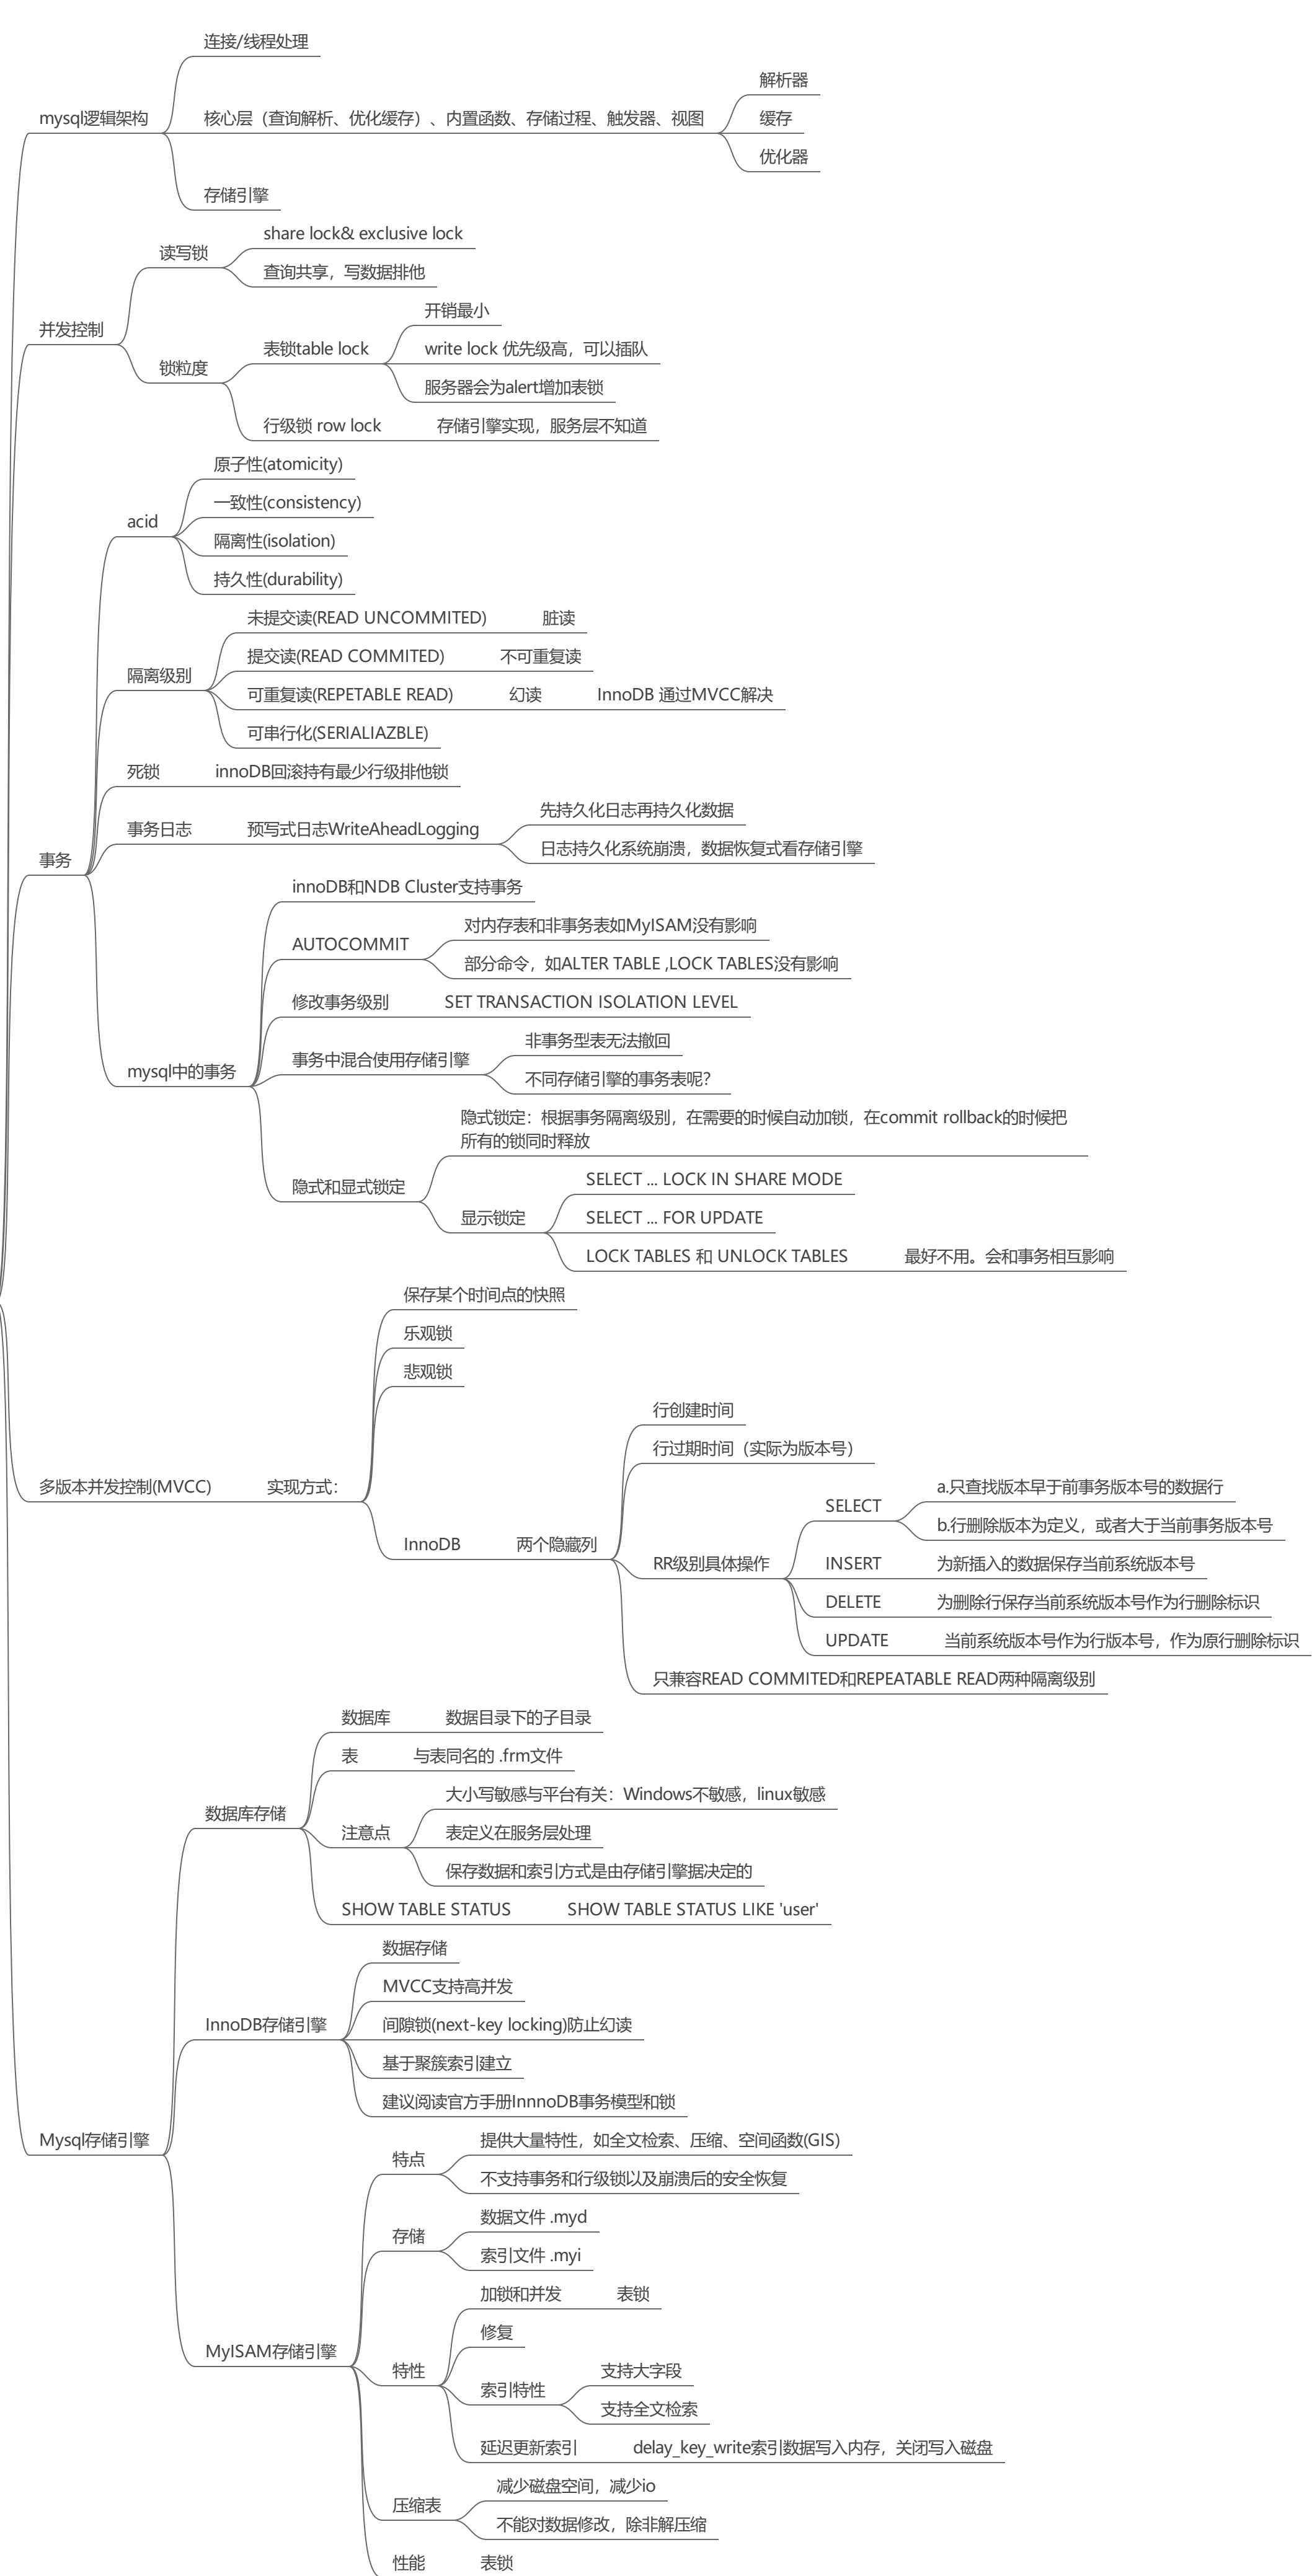 连接/线程处理
解析器
mysql逻辑架构
核心层（查询解析、优化缓存）、内置函数、存储过程、触发器、视图
缓存
优化器
存储引擎
share lock& exclusive lock
读写锁
查询共享，写数据排他
开销最小
并发控制
表锁table lock
write lock 优先级高，可以插队
锁粒度
服务器会为alert增加表锁
行级锁 row lock
存储引擎实现，服务层不知道
原子性(atomicity)
一致性(consistency)
acid
隔离性(isolation)
持久性(durability)
未提交读(READ UNCOMMITED)
脏读
提交读(READ COMMITED)
不可重复读
隔离级别
可重复读(REPETABLE READ)
幻读
InnoDB 通过MVCC解决
可串行化(SERIALIAZBLE)
死锁
innoDB回滚持有最少行级排他锁
先持久化日志再持久化数据
事务日志
预写式日志WriteAheadLogging
日志持久化系统崩溃，数据恢复式看存储引擎
事务
innoDB和NDB Cluster支持事务
对内存表和非事务表如MyISAM没有影响
AUTOCOMMIT
部分命令，如ALTER TABLE ,LOCK TABLES没有影响
修改事务级别
SET TRANSACTION ISOLATION LEVEL
非事务型表无法撤回
事务中混合使用存储引擎
mysql中的事务
不同存储引擎的事务表呢？
隐式锁定：根据事务隔离级别，在需要的时候自动加锁，在commit rollback的时候把
所有的锁同时释放
隐式和显式锁定
SELECT ... LOCK IN SHARE MODE
显示锁定
SELECT ... FOR UPDATE
LOCK TABLES 和 UNLOCK TABLES
最好不用。会和事务相互影响
保存某个时间点的快照
乐观锁
悲观锁
行创建时间
行过期时间（实际为版本号）
多版本并发控制(MVCC)
实现方式：
a.只查找版本早于前事务版本号的数据行
SELECT
b.行删除版本为定义，或者大于当前事务版本号
InnoDB
两个隐藏列
RR级别具体操作
INSERT
为新插入的数据保存当前系统版本号
DELETE
为删除行保存当前系统版本号作为行删除标识
UPDATE
当前系统版本号作为行版本号，作为原行删除标识
只兼容READ COMMITED和REPEATABLE READ两种隔离级别
数据库
数据目录下的子目录
表
与表同名的 .frm文件
大小写敏感与平台有关：Windows不敏感，linux敏感
数据库存储
注意点
表定义在服务层处理
保存数据和索引方式是由存储引擎据决定的
SHOW TABLE STATUS
SHOW TABLE STATUS LIKE 'user'
数据存储
MVCC支持高并发
InnoDB存储引擎
间隙锁(next-key locking)防止幻读
基于聚簇索引建立
建议阅读官方手册InnnoDB事务模型和锁
Mysql存储引擎
提供大量特性，如全文检索、压缩、空间函数(GIS)
特点
不支持事务和行级锁以及崩溃后的安全恢复
数据文件 .myd
存储
索引文件 .myi
加锁和并发
表锁
修复
MyISAM存储引擎
特性
支持大字段
索引特性
支持全文检索
延迟更新索引
delay_key_write索引数据写入内存，关闭写入磁盘
减少磁盘空间，减少io
压缩表
不能对数据修改，除非解压缩
性能
表锁